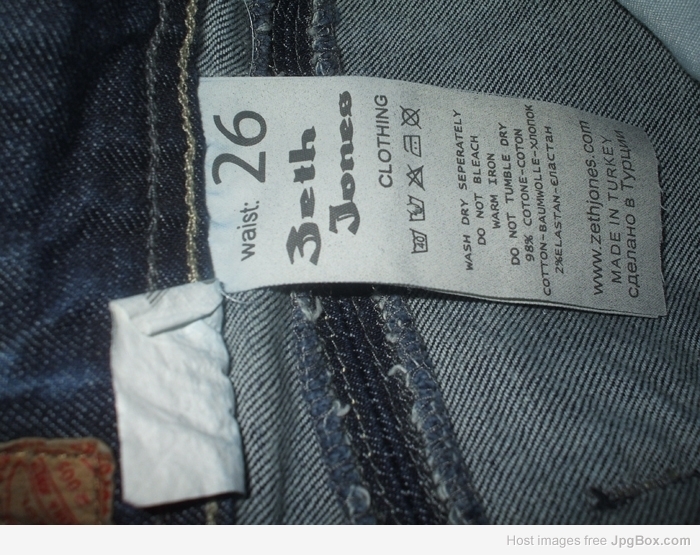 waist: 26
Zeth
Jones
CLOTHING
WASH DRY SEPERATELY
DO NOT BLEACH
WARM IRON
DO NOT TUMBLE DRY
98% COTONE-COTON
COTTON-BAUMWOLLE-ХЛОПОК
2%ELASTAN-ЄЛАСТАН
www.zethjones.com
MADE IN TURKEY
сделано в Турции
Host images free JpgBox.com